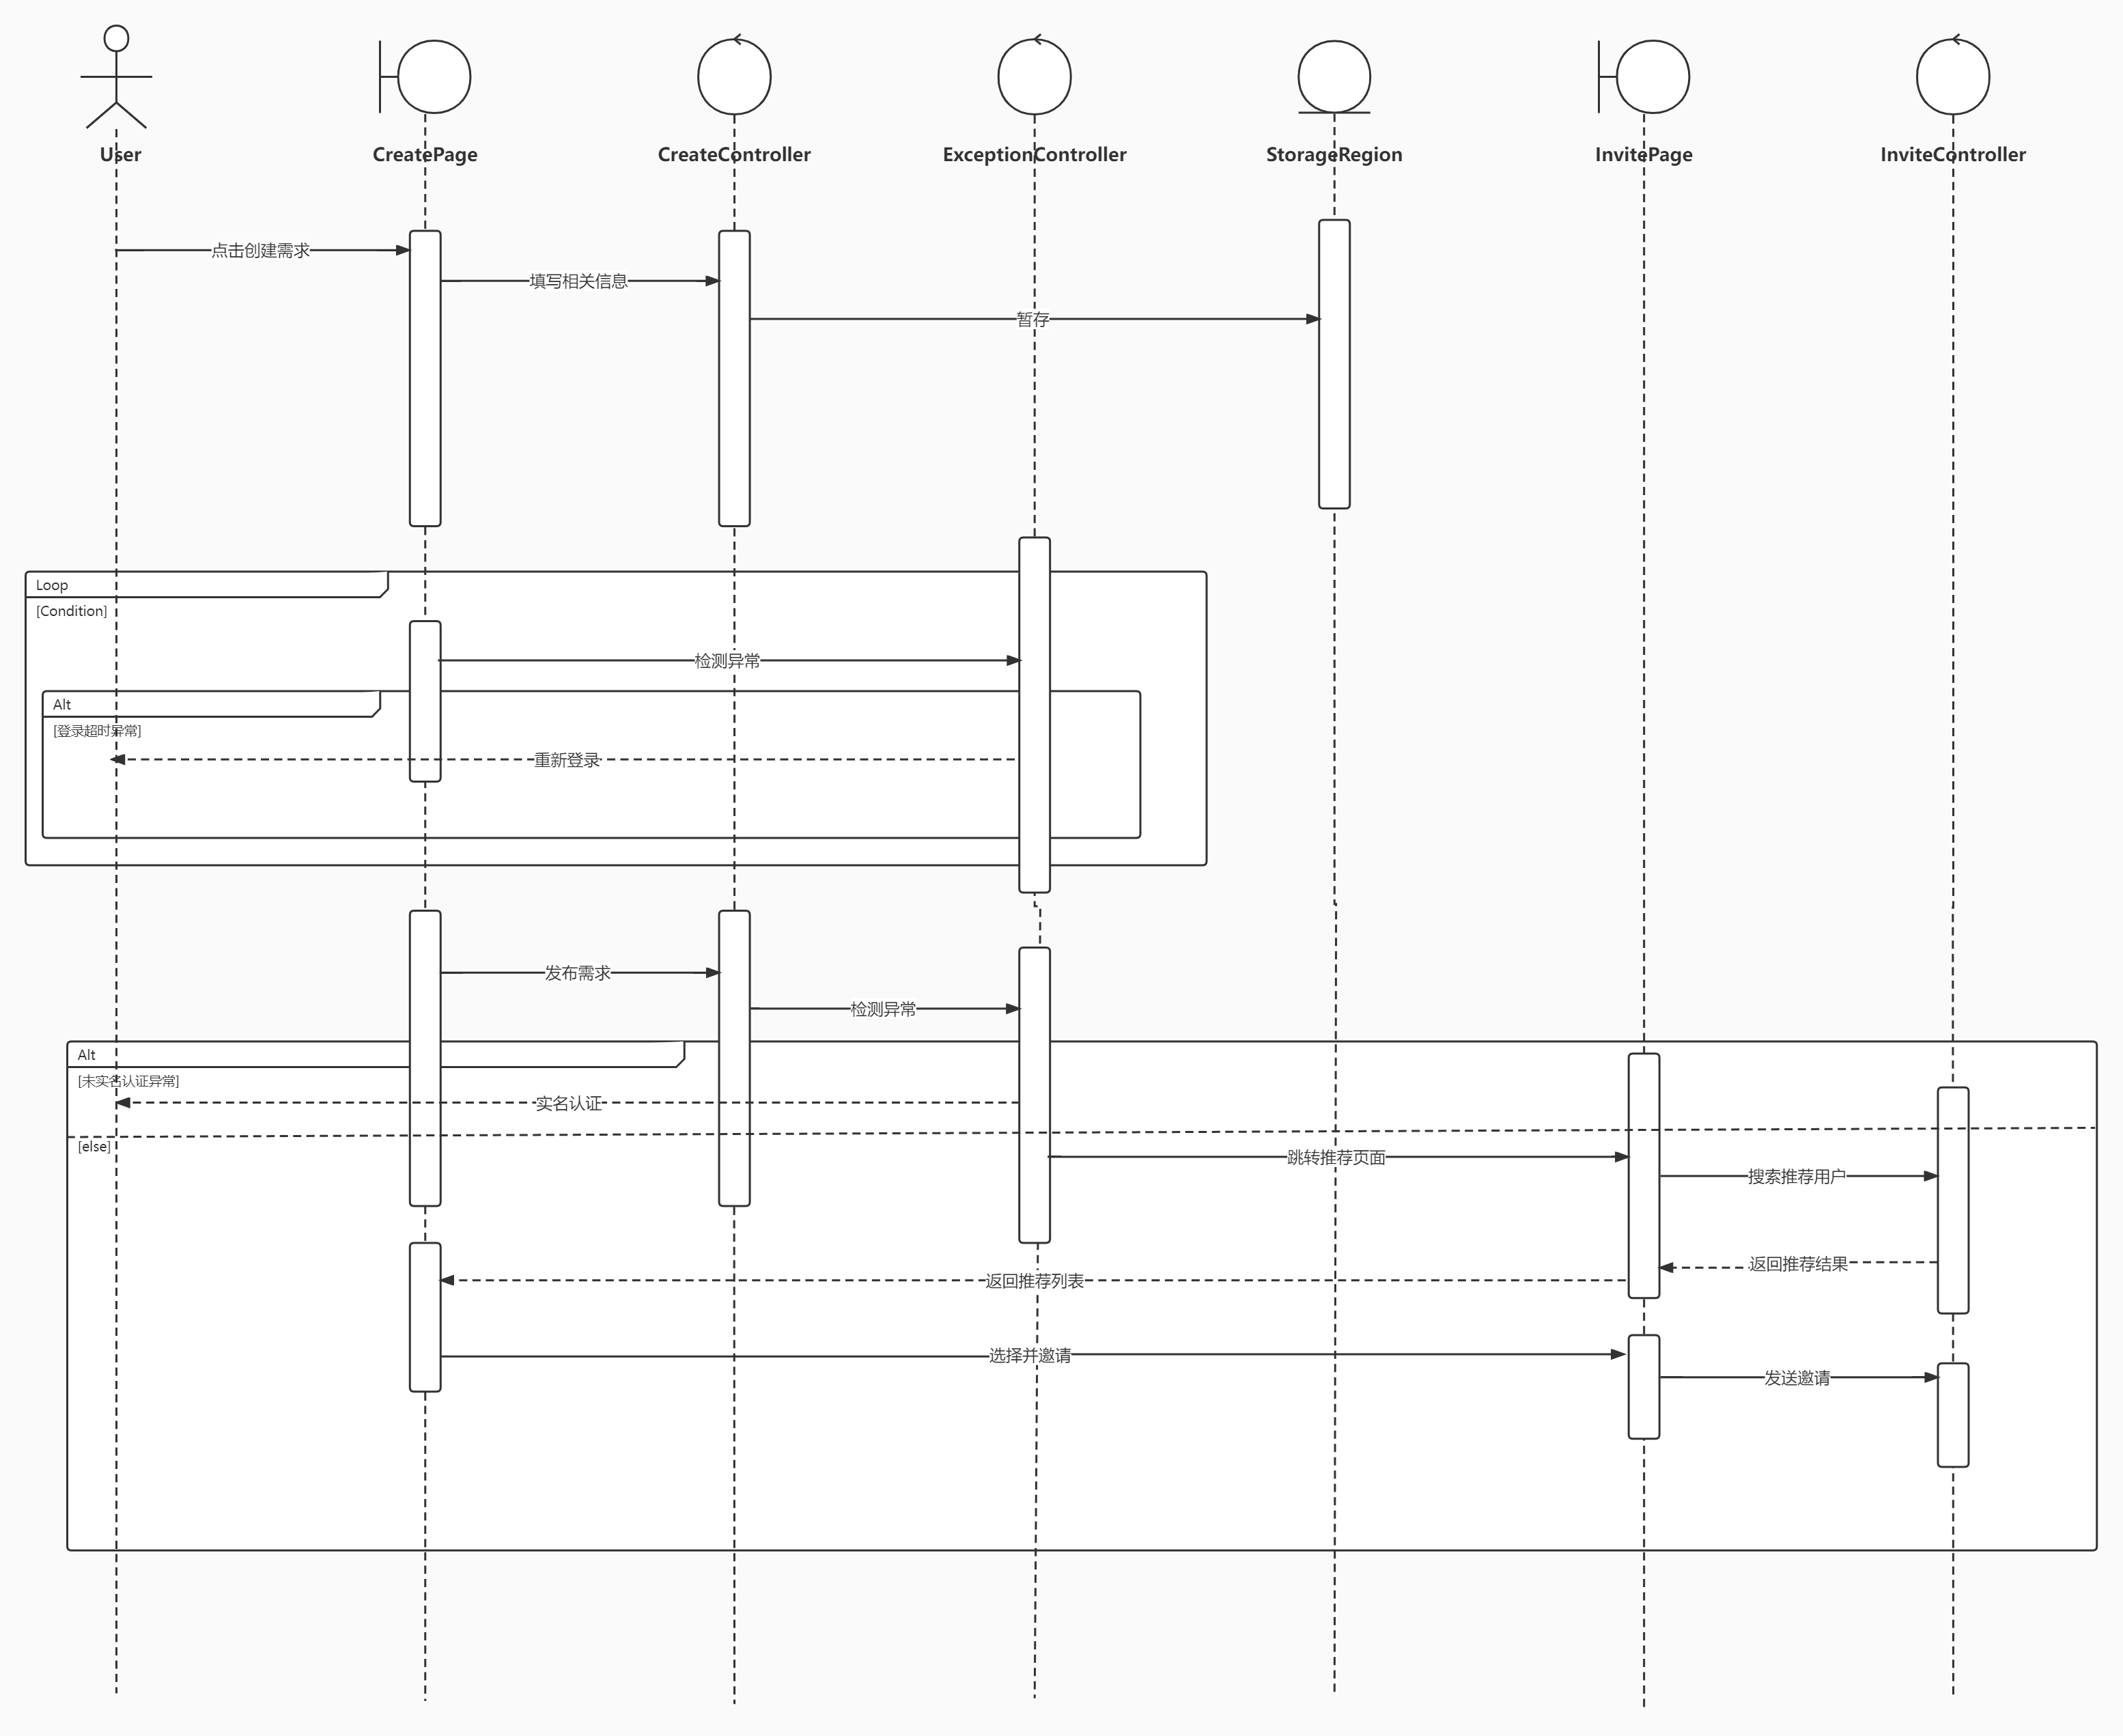 User
CreatePage
CreateController
ExceptionController
StorageRegion
InvitePage
InviteController
点击创建需求
填写相关信息
暂存
Loop
[Condition]
检测异常
Alt
[登录超时异常]
重新登录
发布需求
检测异常
Alt
[未实名认证异常]
实名认证
[else]
跳转推荐页面
搜索推荐用户
返回推荐结果
返回推荐列表
选择并邀请
发送邀请